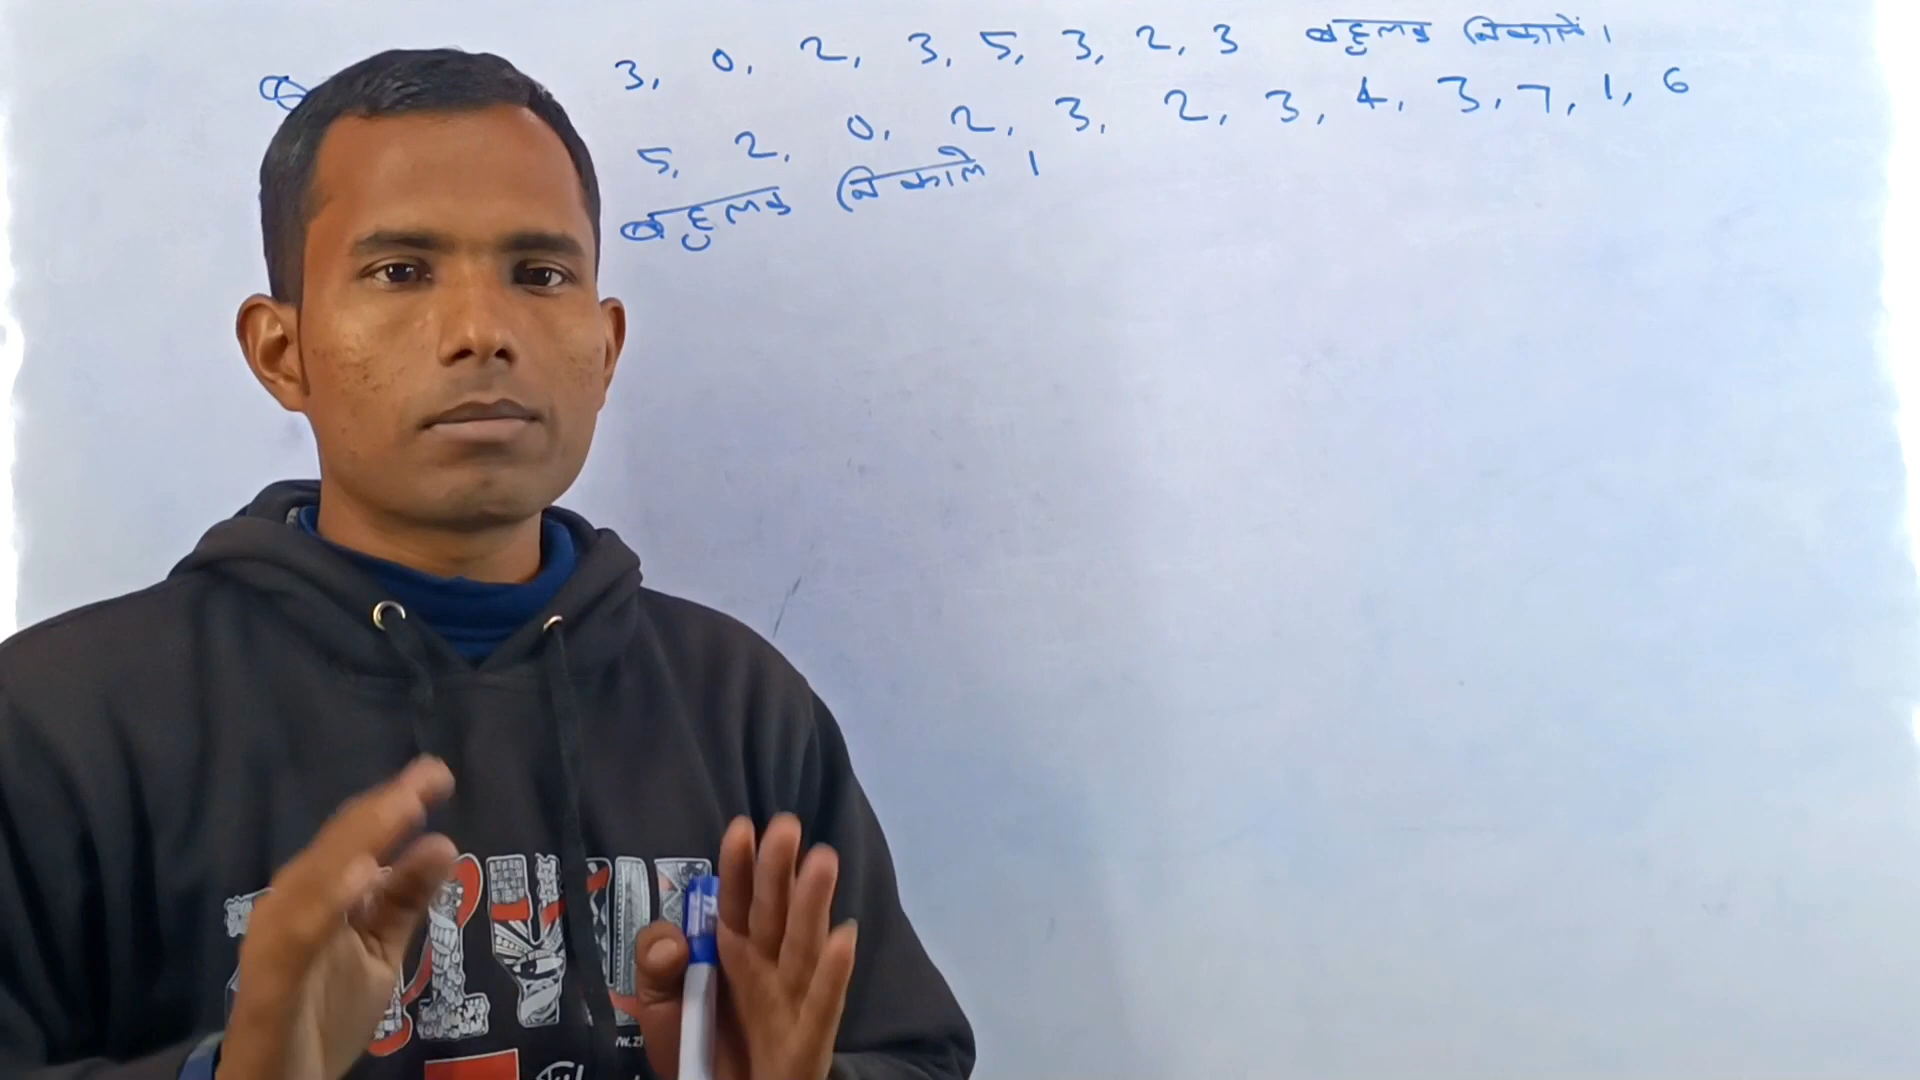 3, 0, 2, 3, 5, 3, 2, 3 बहुलक निकालें।
5, 2, 0, 2, 3, 2, 3, 4, 3, 7, 1, 6
बहुलक निकाले ।